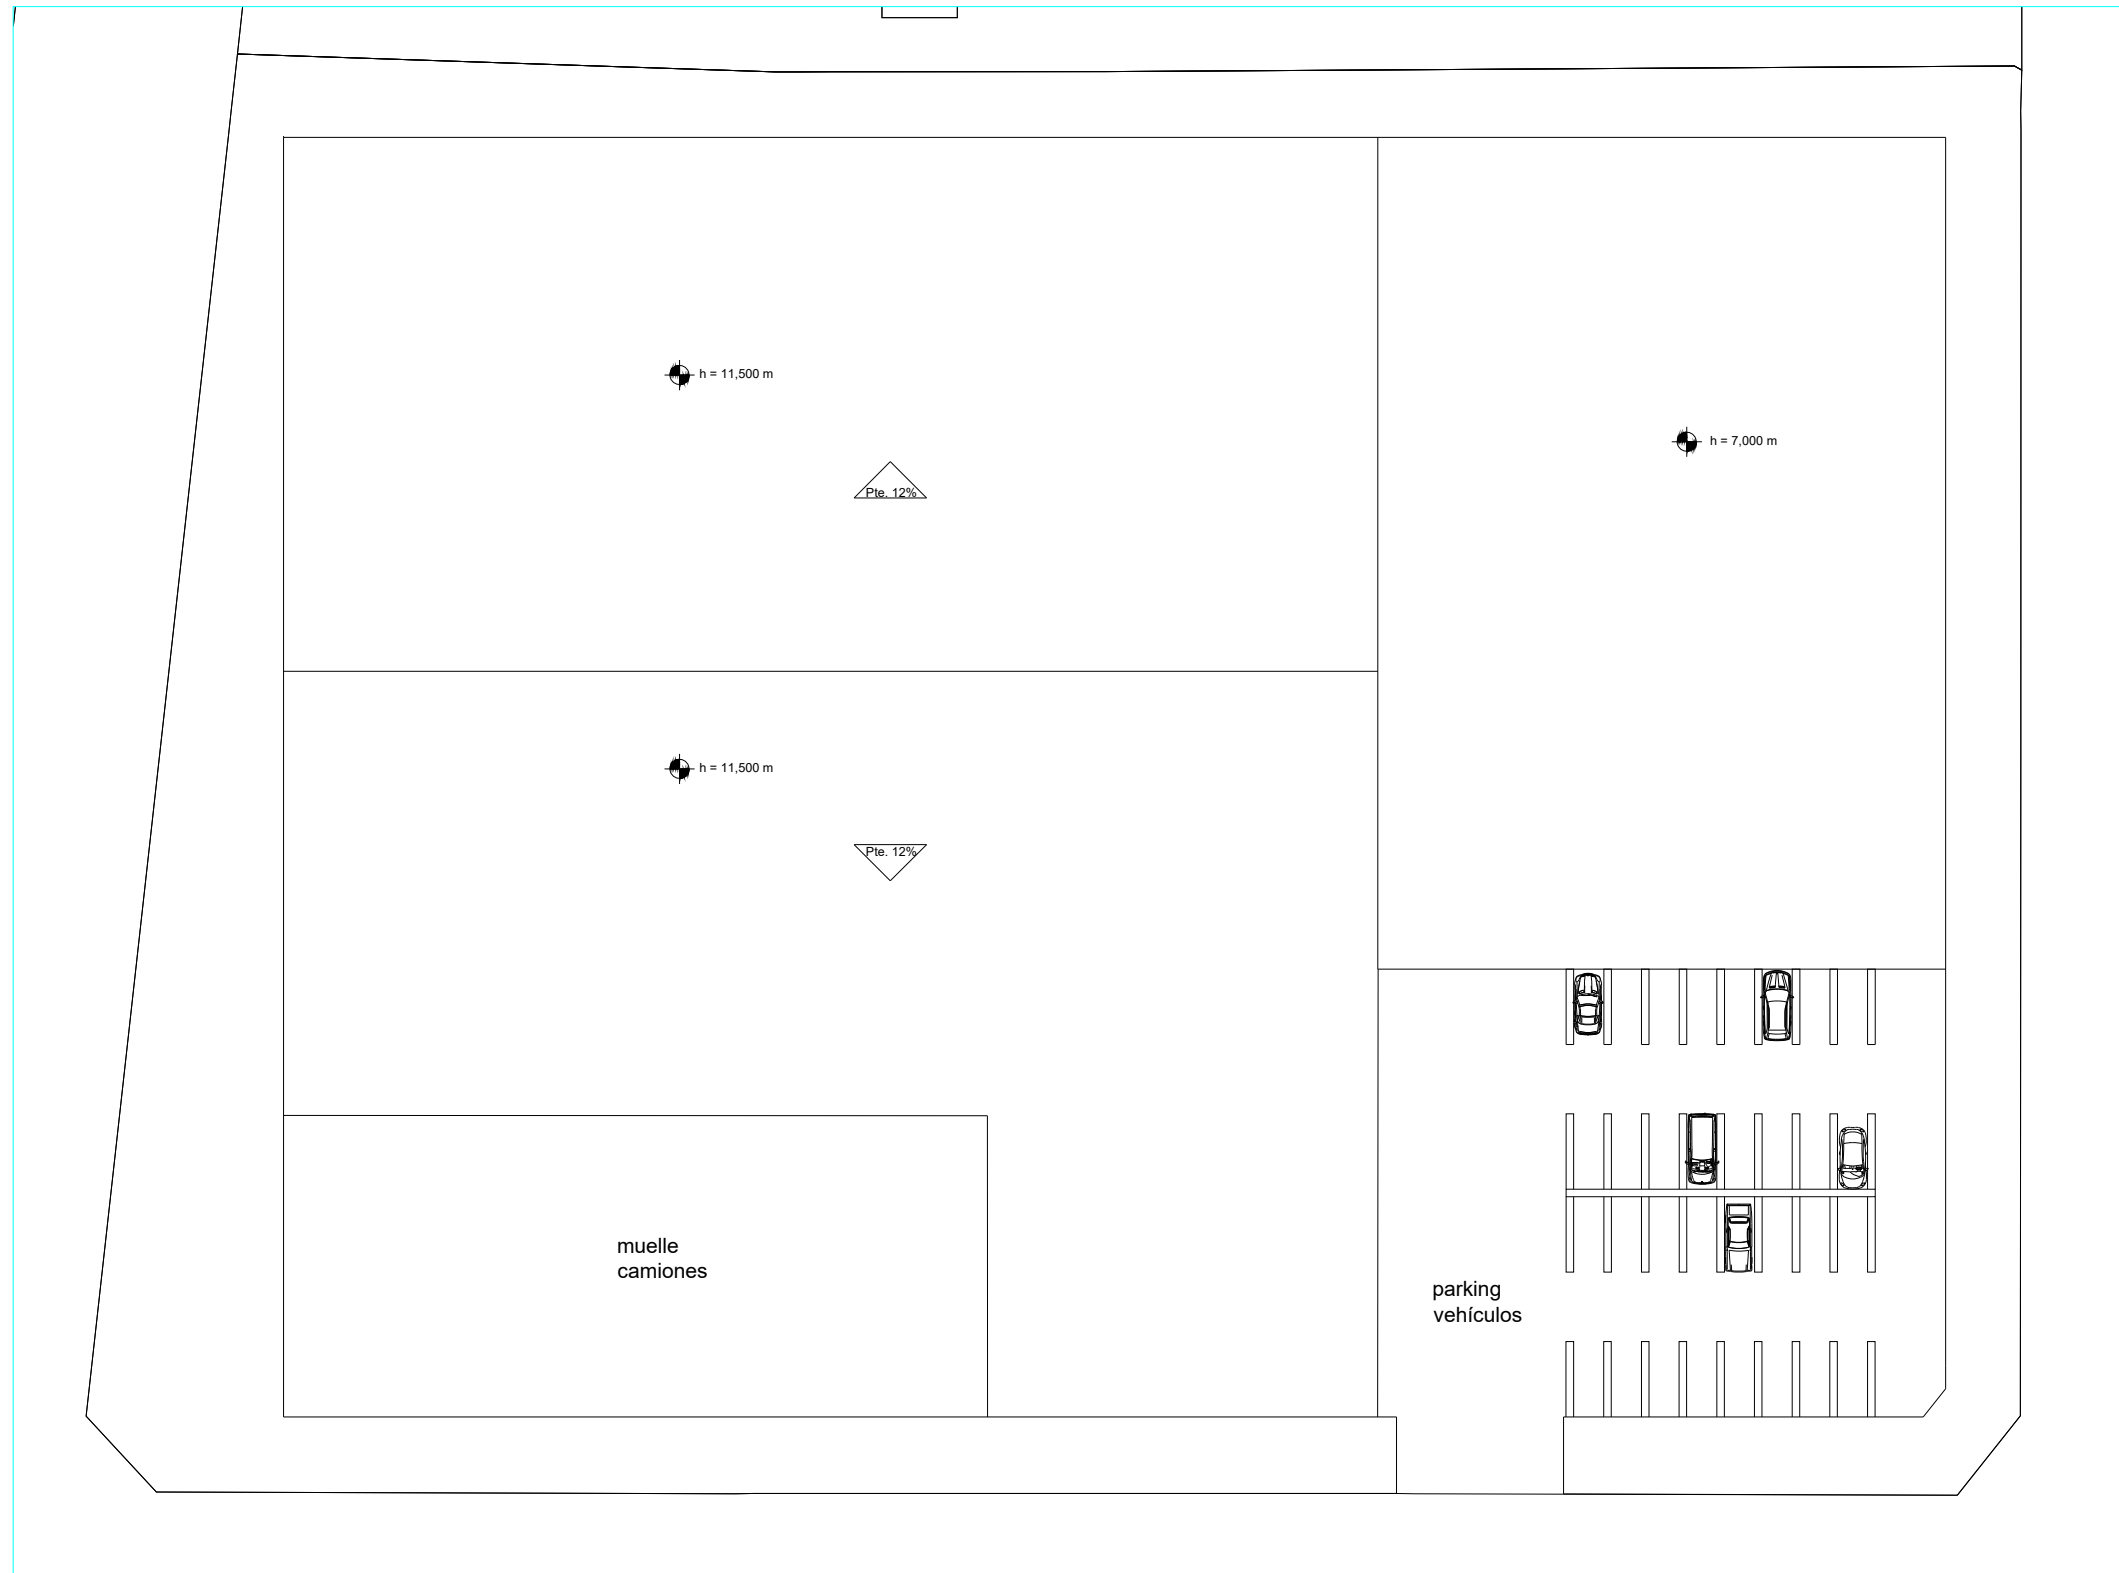 h = 11,500 m
h = 7,000 m
Pte. 12%
h = 11,500 m
Pte. 12%
muelle
camiones
parking
vehículos